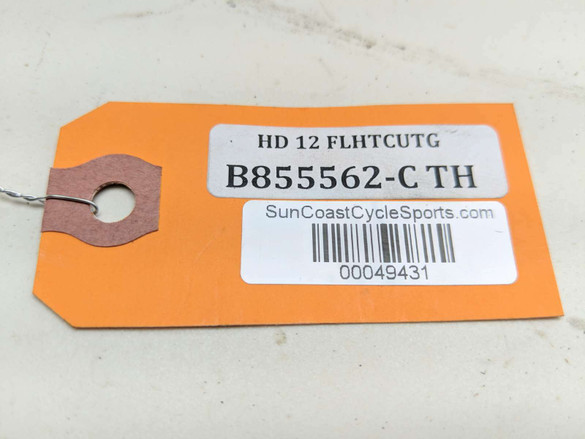 HD 12 FLHTCUTG
B855562-C TH
SunCoastCycleSports.com
00049431